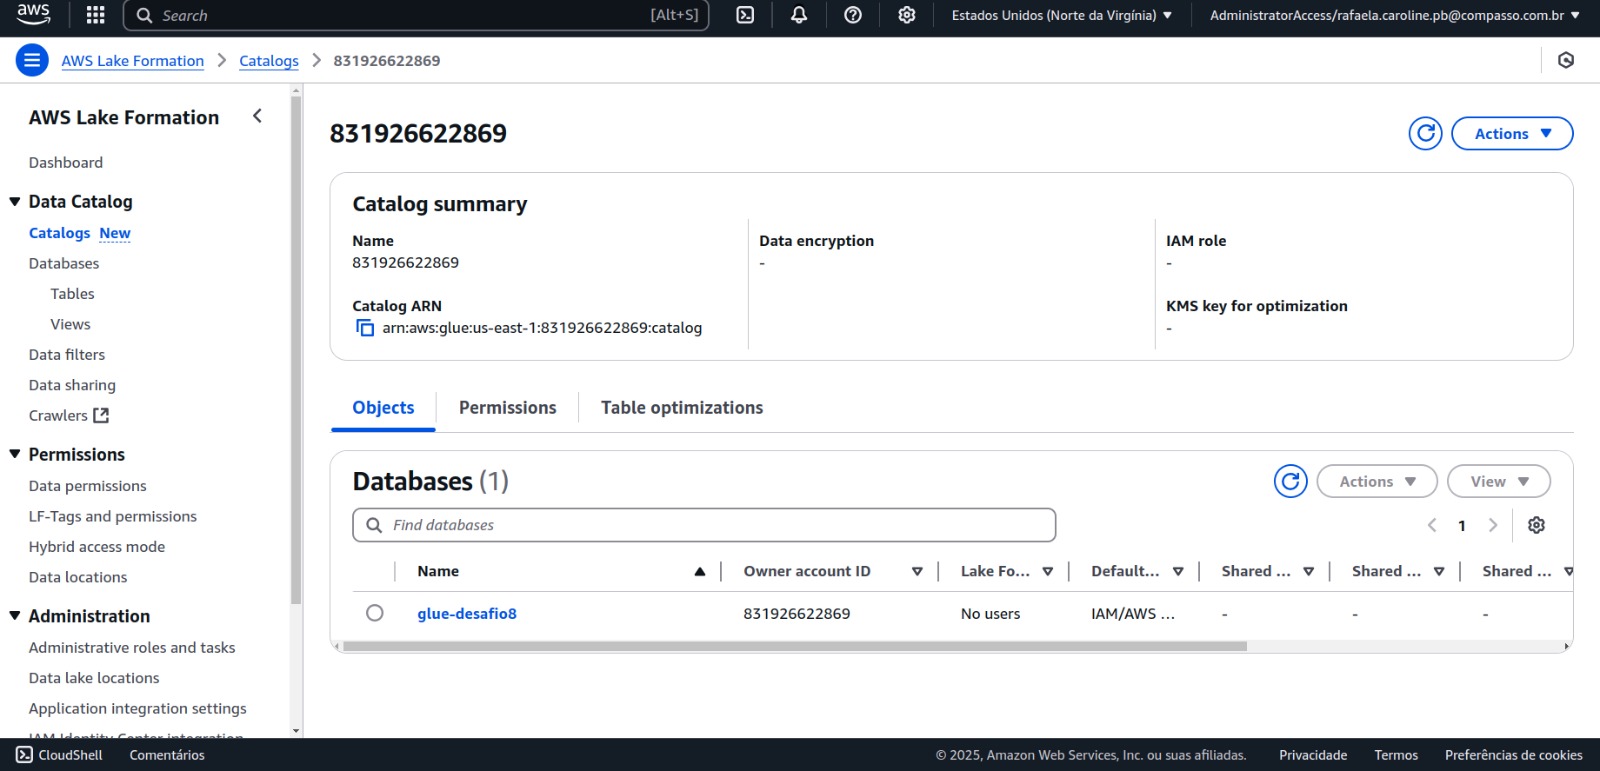 aws
Search [Alt+S] Estados Unidos (Norte da Virgínia) AdministratorAccess/rafaela.caroline.pb@compasso.com.br
AWS Lake Formation Catalogs 831926622869
AWS Lake Formation
Dashboard
Data Catalog
Catalogs New
Databases
Tables
Views
Data filters
Data sharing
Crawlers
Permissions
Data permissions
LF-Tags and permissions
Hybrid access mode
Data locations
Administration
Administrative roles and tasks
Data lake locations
Application integration settings
IAM Identity Center integration
831926622869
Actions
Catalog summary
Name
831926622869
Catalog ARN
arn:aws:glue:us-east-1:831926622869:catalog
Data encryption
-
IAM role
-
KMS key for optimization
-
Objects Permissions Table optimizations
Databases (1)
Actions View
Find databases
1
Name Owner account ID Lake Fo... Default... Shared ... Shared ... Shared ...
glue-desafio8 831926622869 No users IAM/AWS ... - - -
CloudShell Comentários © 2025, Amazon Web Services, Inc. ou suas afiliadas. Privacidade Termos Preferências de cookies